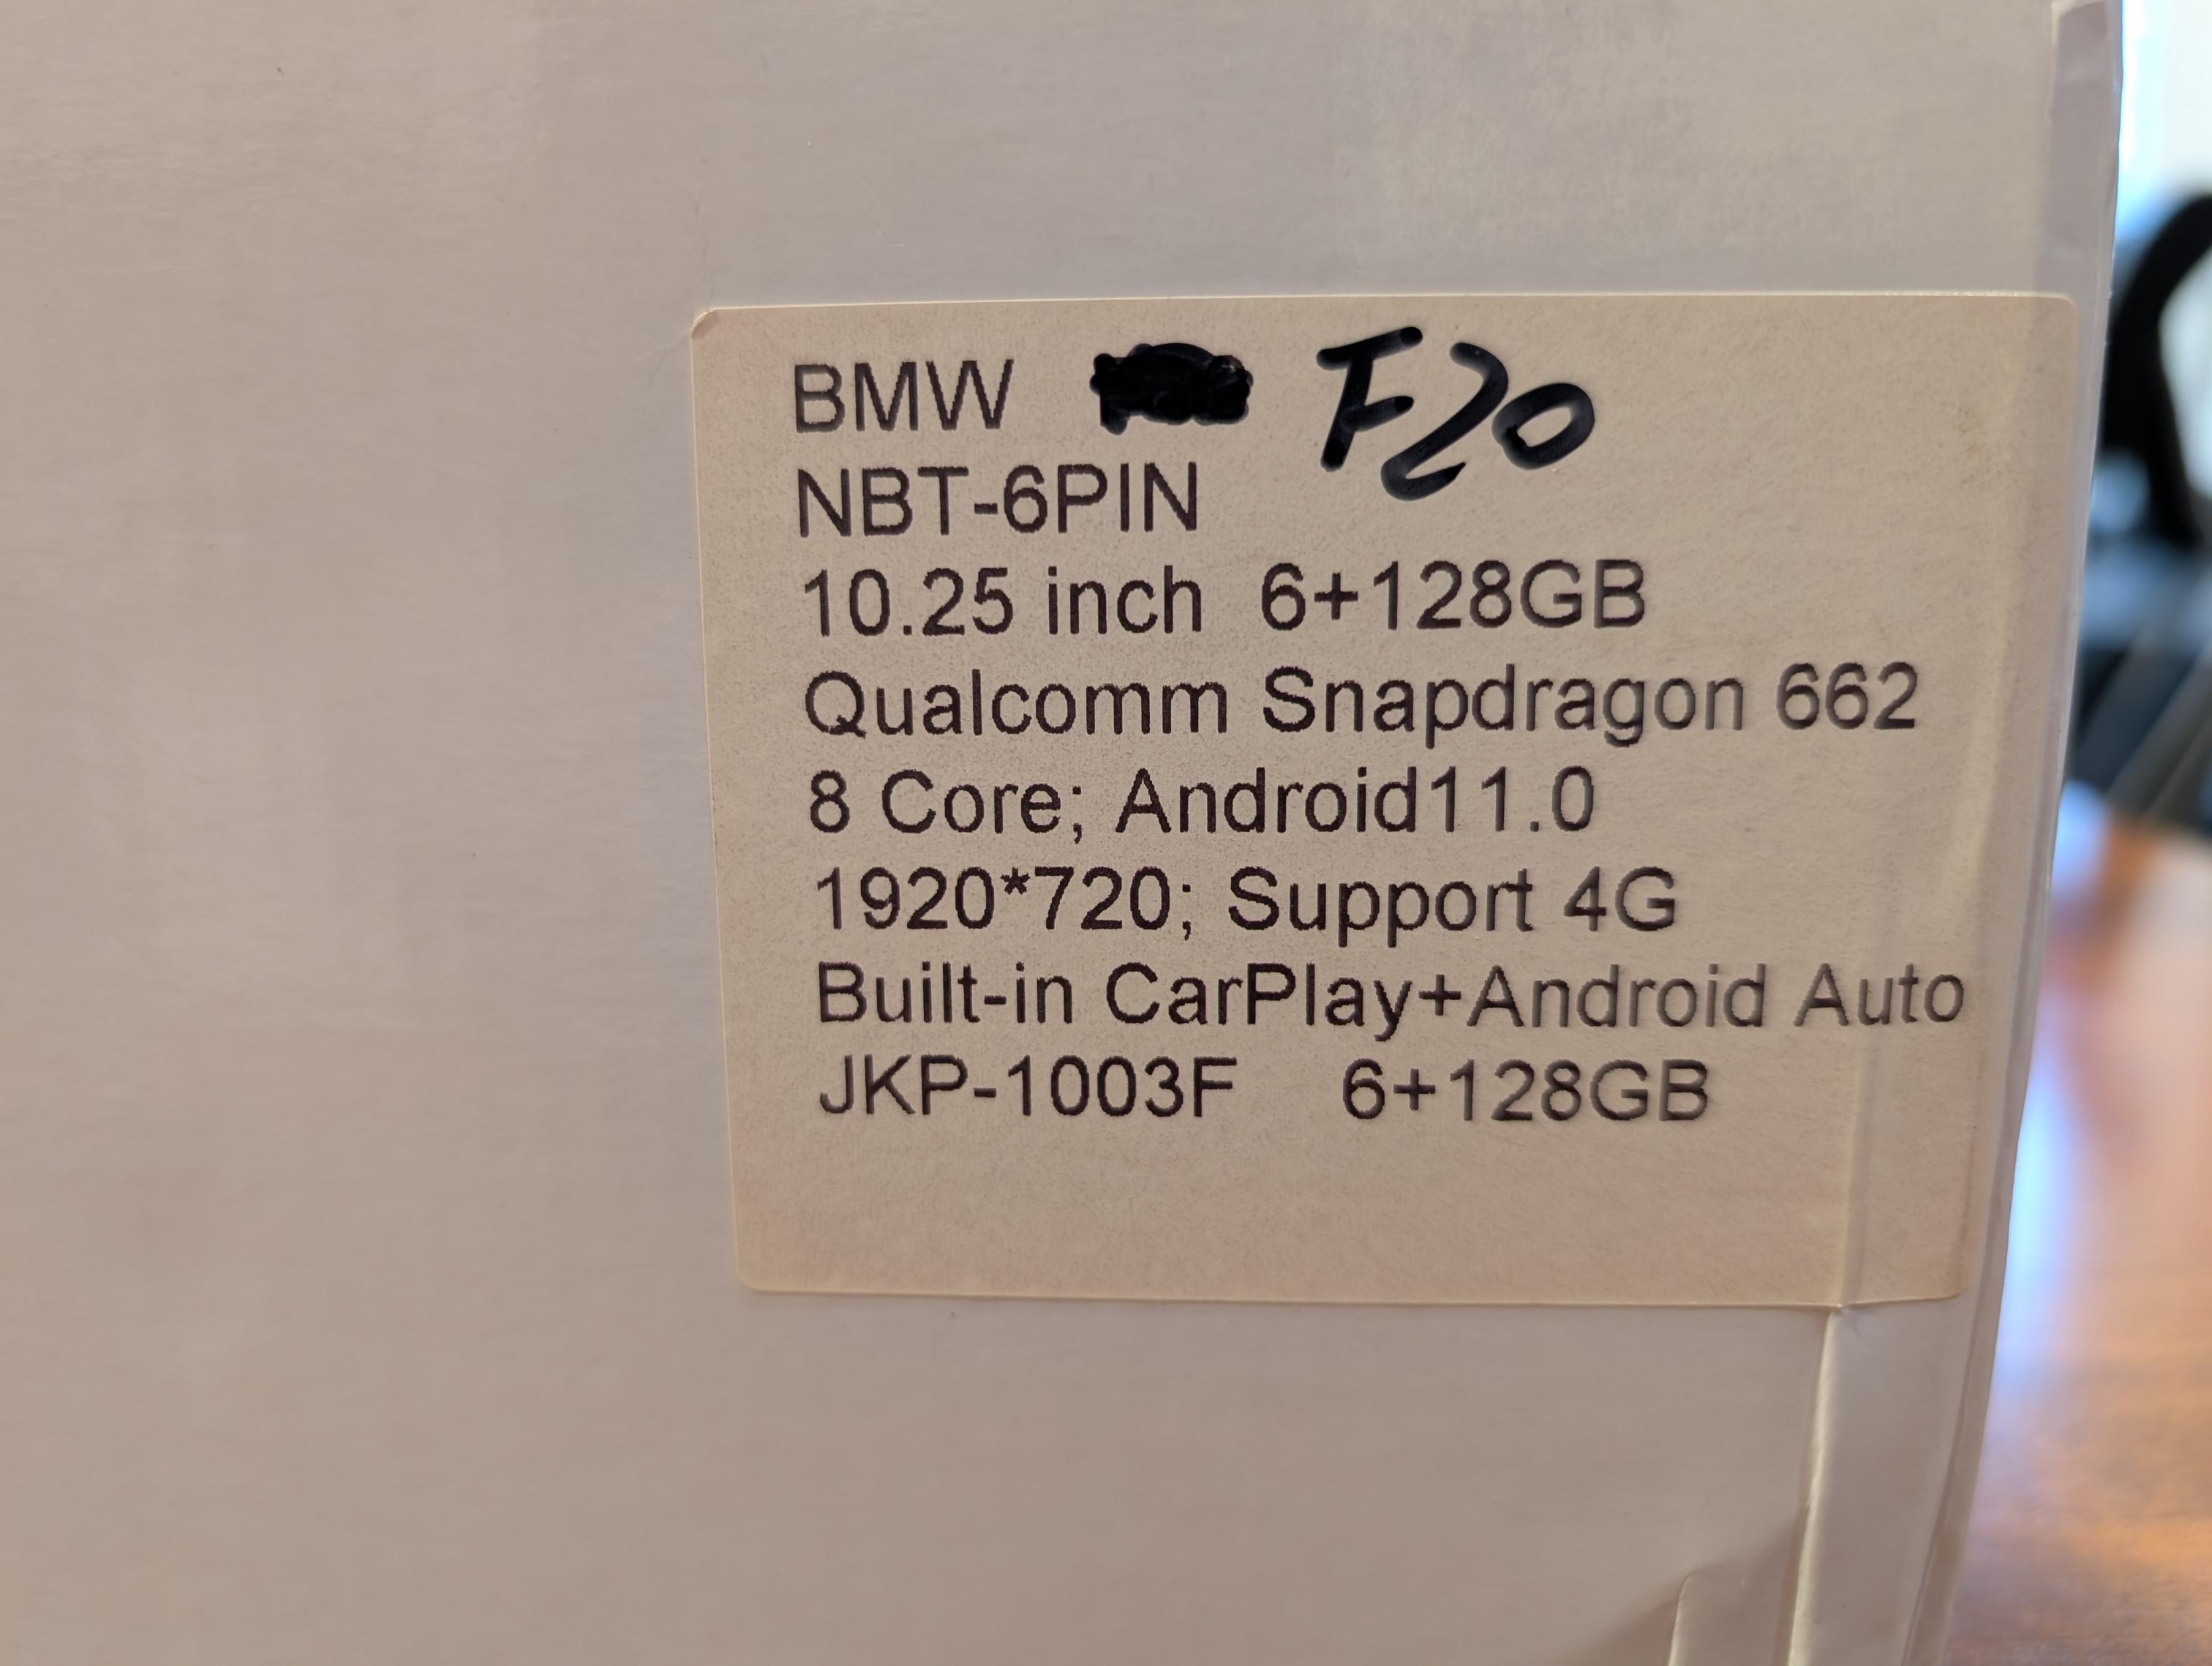 BMW F20
NBT-6PIN
10.25 inch 6+128GB
Qualcomm Snapdragon 662
8 Core; Android11.0
1920*720; Support 4G
Built-in CarPlay+Android Auto
JKP-1003F 6+128GB